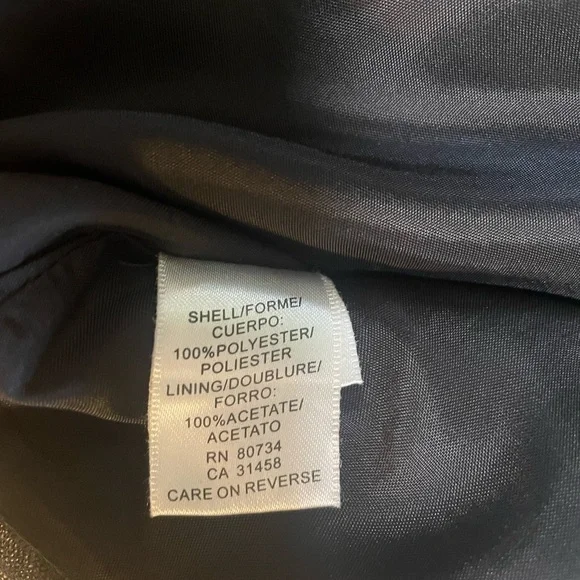 SHELL/FORME/
CUERPO:
100%POLYESTER/
POLIESTER
LINING/DOUBLURE/
FORRO:
100%ACETATE/
ACETATO
RN 80734
CA 31458
CARE ON REVERSE